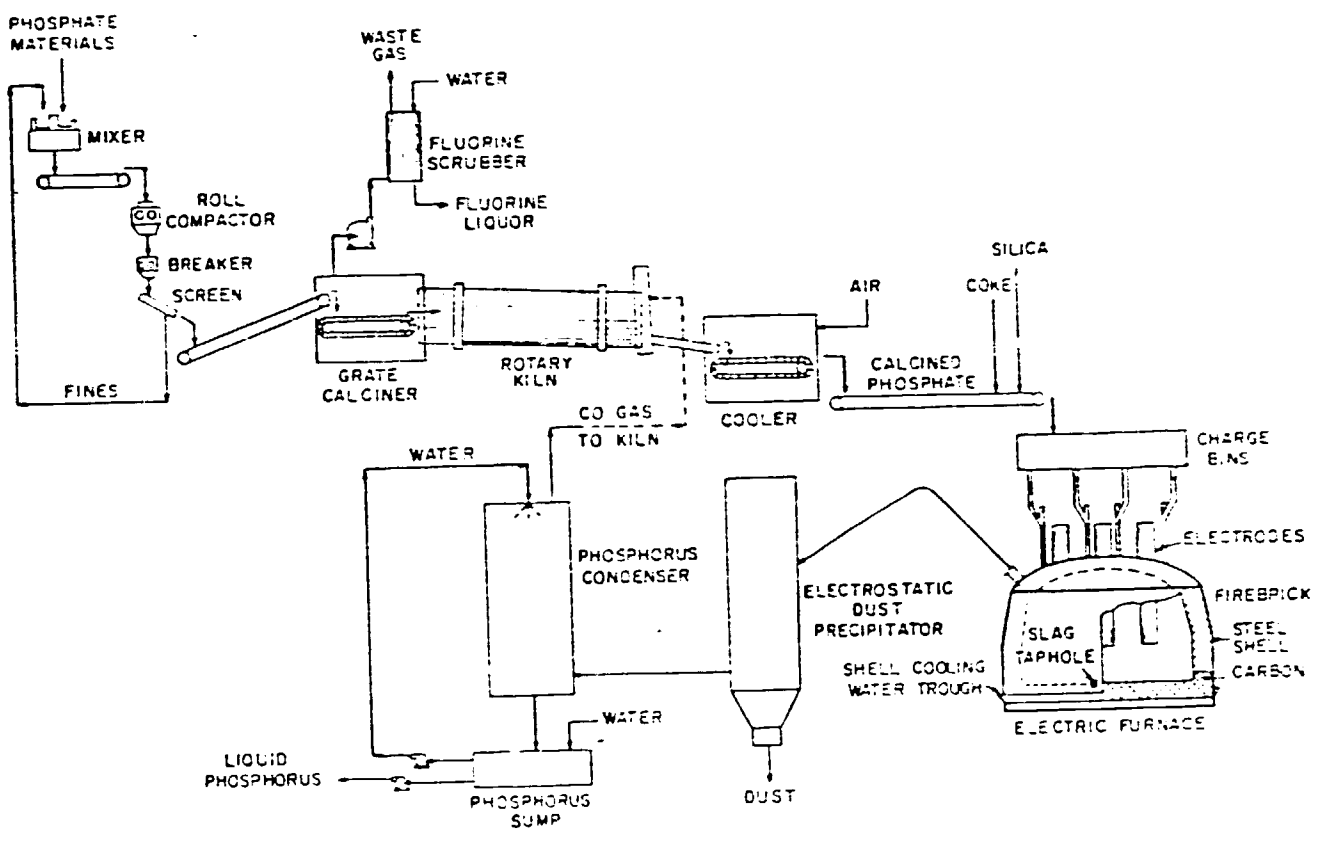 PHOSPHATE
MATERIALS
MIXER
ROLL
COMPACTOR
BREAKER
SCREEN
FINES
WASTE
GAS
WATER
FLUORINE
SCRUBBER
FLUORINE
LIQUOR
GRATE
CALCINER
ROTARY
KILN
CO GAS
TO KILN
AIR
COOLER
CALCINED
PHOSPHATE
COKE
SILICA
CHARGE
BINS
ELECTRODES
FIREBRICK
STEEL
SHELL
CARBON
SLAG
TAPHOLE
SHELL COOLING
WATER TROUGH
ELECTRIC FURNACE
ELECTROSTATIC
DUST
PRECIPITATOR
DUST
WATER
PHOSPHORUS
CONDENSER
WATER
LIQUID
PHOSPHORUS
PHOSPHORUS
SUMP